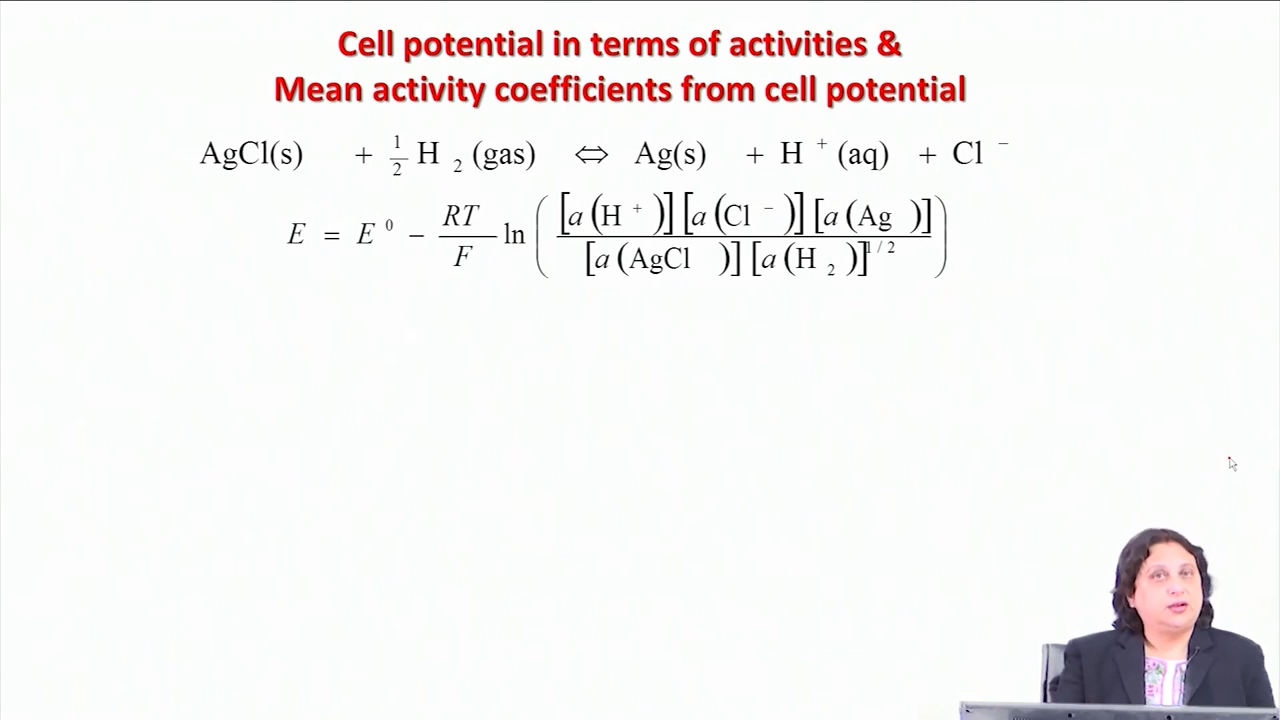 Cell potential in terms of activities &
Mean activity coefficients from cell potential
AgCl(s) + 1/2 H2 (gas) ⇔ Ag(s) + H+ (aq) + Cl−
E = E0 − RT/F ln ( [a(H+)][a(Cl−)][a(Ag)] / [a(AgCl)][a(H2)]1/2 )